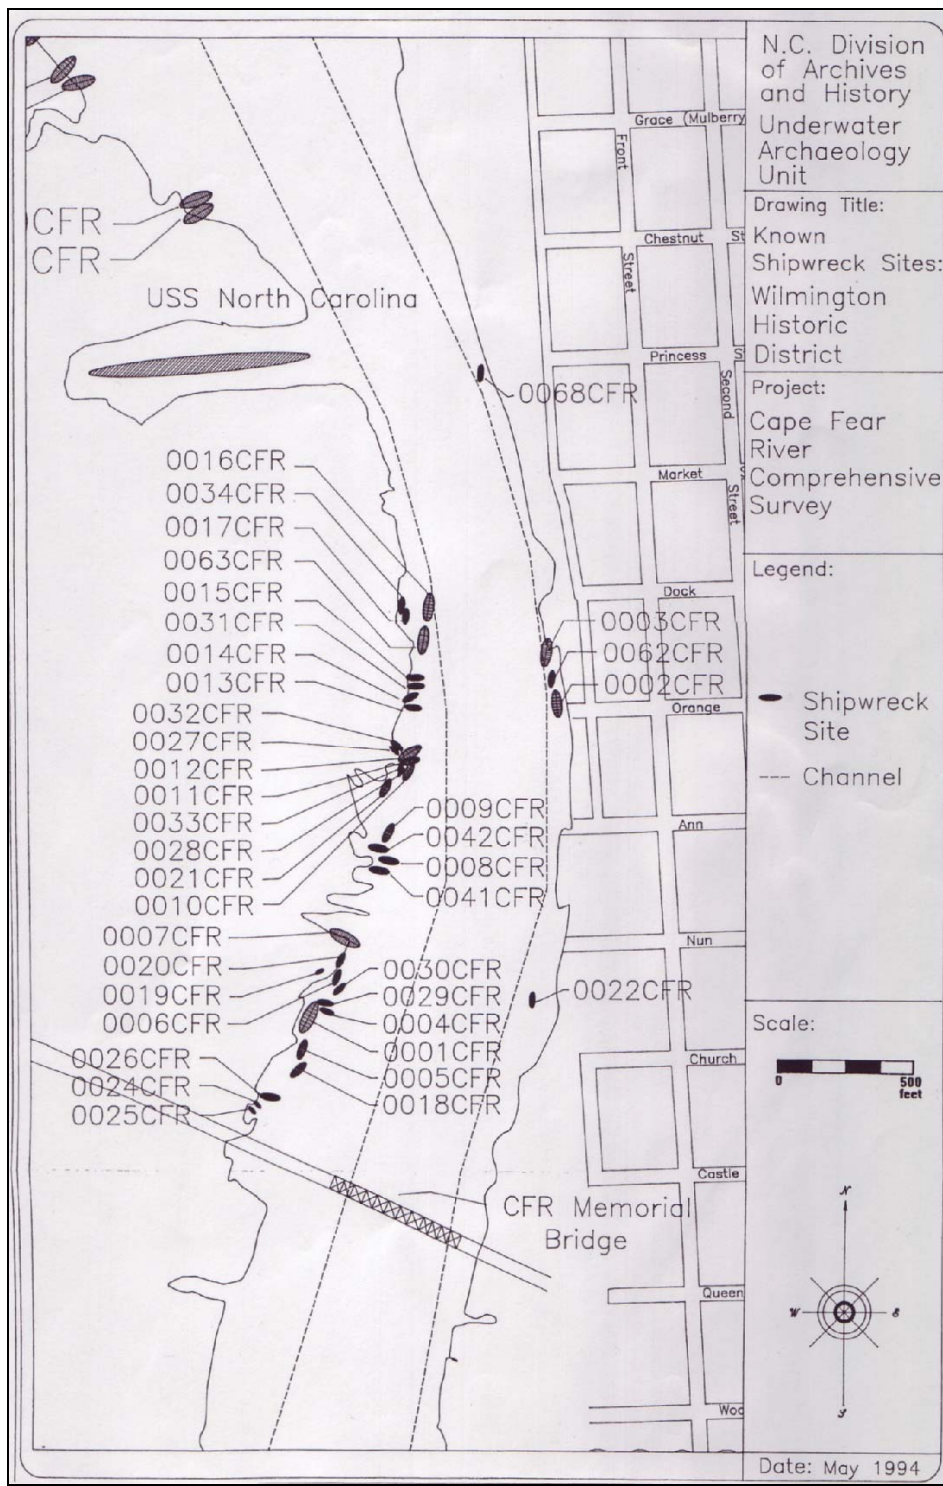 N.C. Division
of Archives
and History
Underwater
Archaeology
Unit
Drawing Title:
Known
Shipwreck Sites:
Wilmington
Historic
District
Project:
Cape Fear
River
Comprehensive
Survey
Legend:
Shipwreck
Site
Channel
Scale:
0 500
feet
N
W
S
Date: May 1994
Grace (Mulberry
Front
Street
Chestnut St
Princess S
Second
Street
Market S
Dock
Orange
Ann
Nun
Church
Castle
Queen
Woo
CFR
CFR
USS North Carolina
0068CFR
0016CFR
0034CFR
0017CFR
0063CFR
0015CFR
0031CFR
0014CFR
0013CFR
0032CFR
0027CFR
0012CFR
0011CFR
0033CFR
0028CFR
0021CFR
0010CFR
0003CFR
0062CFR
0002CFR
0009CFR
0042CFR
0008CFR
0041CFR
0007CFR
0020CFR
0019CFR
0006CFR
0030CFR
0029CFR
0004CFR
0001CFR
0005CFR
0018CFR
0022CFR
0026CFR
0024CFR
0025CFR
CFR Memorial
Bridge